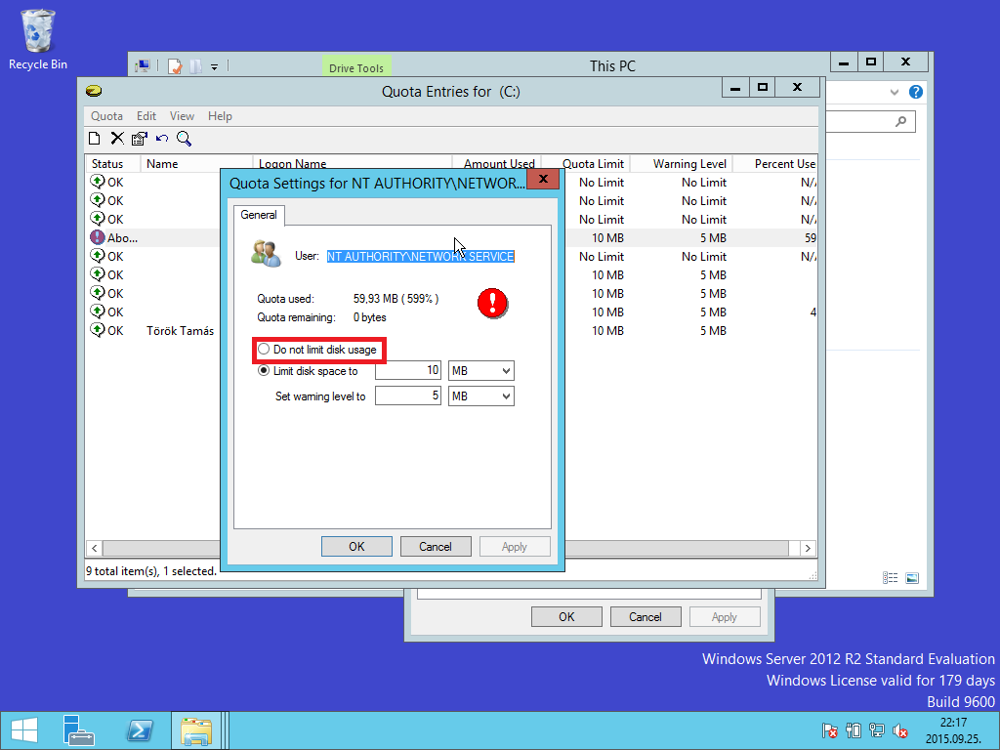 Recycle Bin
Drive Tools
This PC
Quota Entries for (C:)
Quota Edit View Help
Status Name Logon Name Amount Used Quota Limit Warning Level Percent Use
OK No Limit No Limit N/
OK No Limit No Limit N/
OK No Limit No Limit N/
Abo... 10 MB 5 MB 59
OK No Limit No Limit N/
OK 10 MB 5 MB
OK 10 MB 5 MB
OK 10 MB 5 MB 4
OK Török Tamás 10 MB 5 MB
Quota Settings for NT AUTHORITY\NETWOR...
General
User: NT AUTHORITY\NETWORK SERVICE
Quota used: 59,93 MB ( 599% )
Quota remaining: 0 bytes
Do not limit disk usage
Limit disk space to 10 MB
Set warning level to 5 MB
OK Cancel Apply
9 total item(s), 1 selected.
OK Cancel Apply
Windows Server 2012 R2 Standard Evaluation
Windows License valid for 179 days
Build 9600
22:17
2015.09.25.